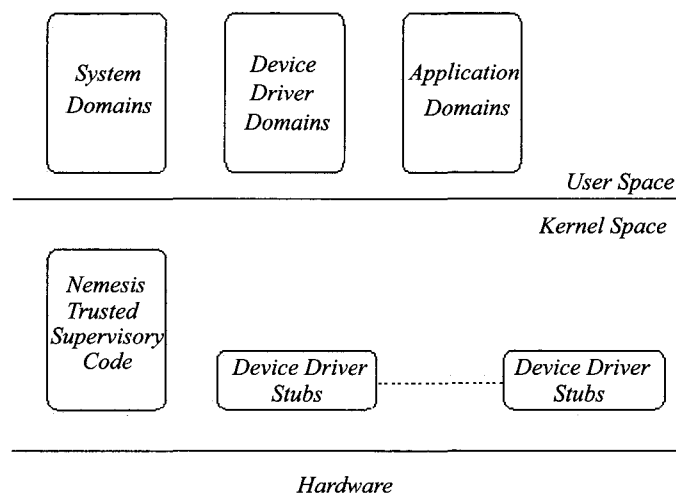 System
Domains
Device
Driver
Domains
Application
Domains
User Space
Kernel Space
Nemesis
Trusted
Supervisory
Code
Device Driver
Stubs
Device Driver
Stubs
Hardware